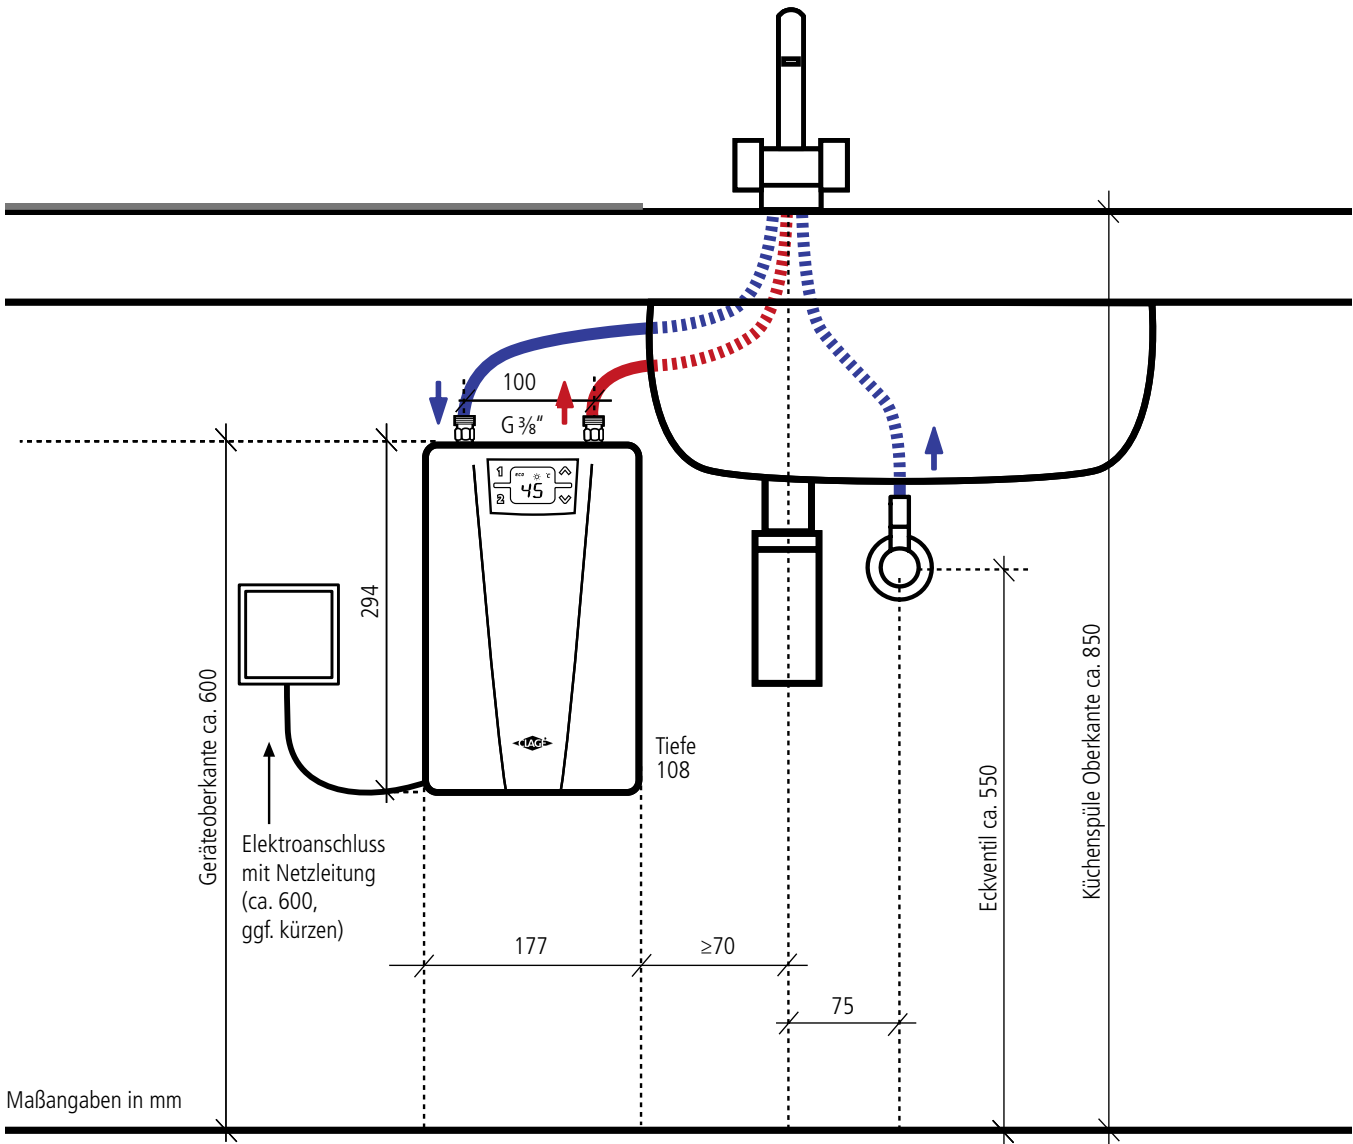 100
G ⅜"
1
eco
°C
2
45
294
Geräteoberkante ca. 600
CLAGE
Tiefe
108
Elektroanschluss
mit Netzleitung
(ca. 600,
ggf. kürzen)
Eckventil ca. 550
Küchenspüle Oberkante ca. 850
177
≥70
75
Maßangaben in mm